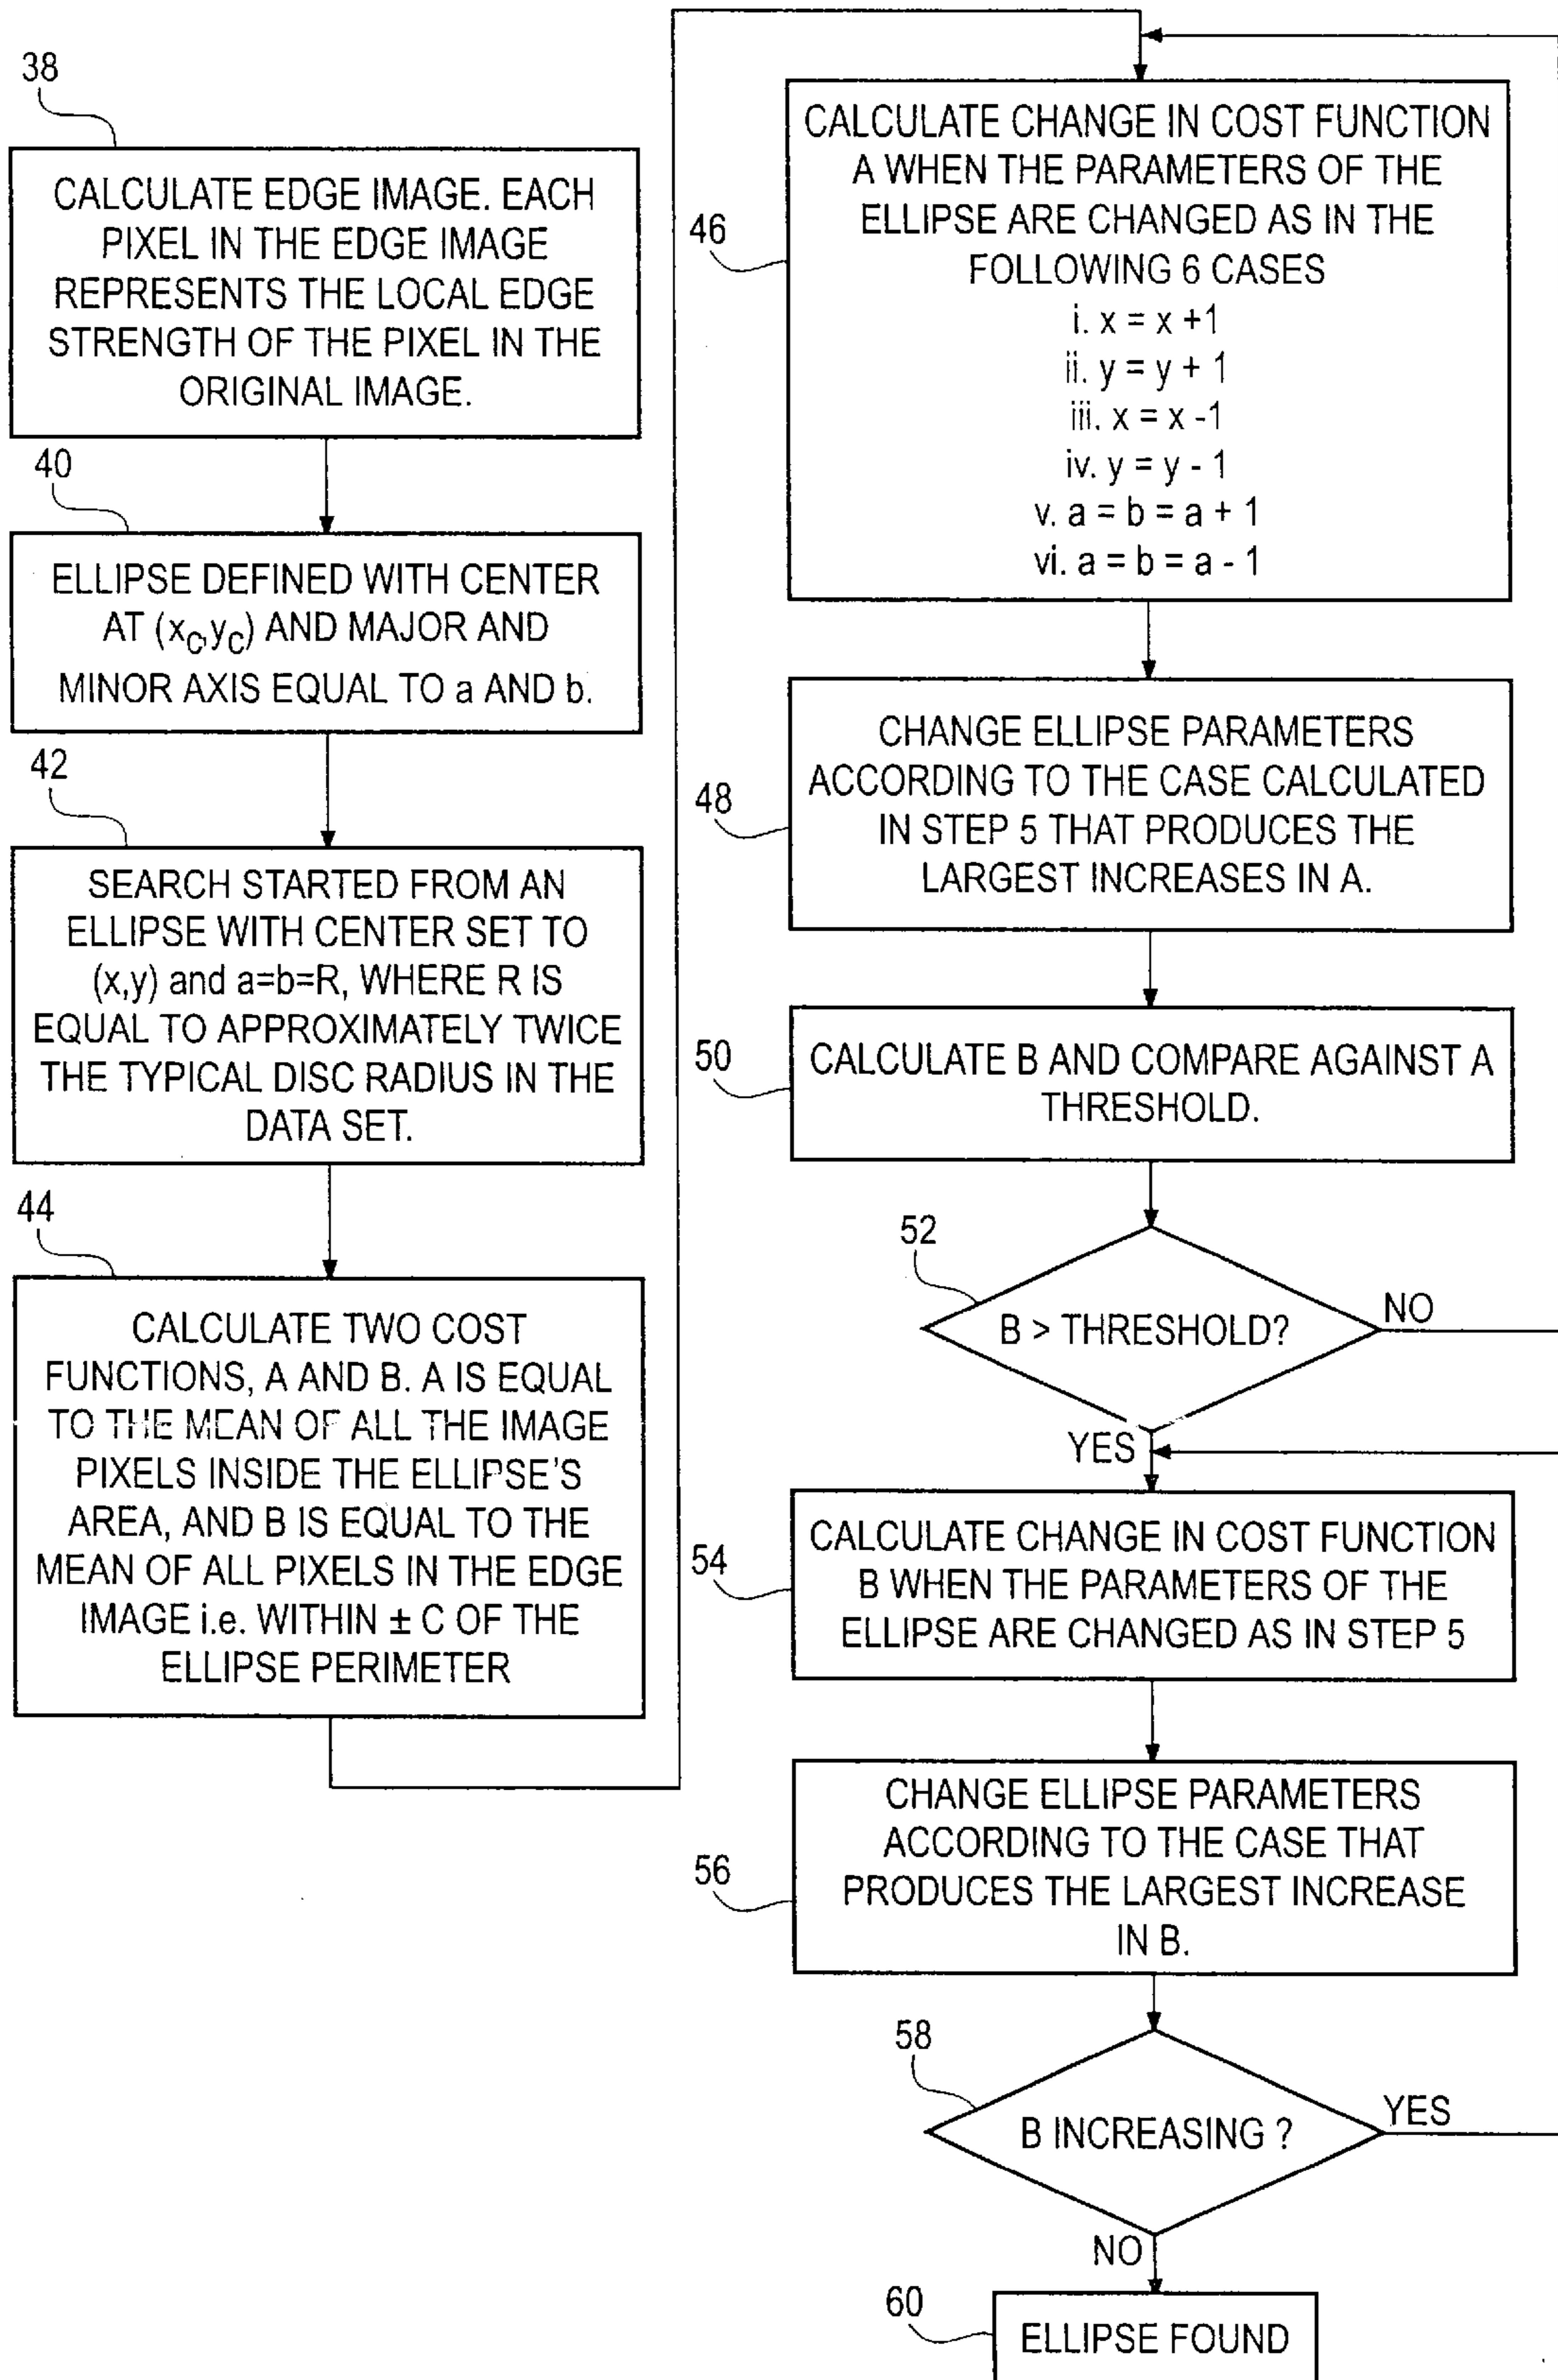 38
CALCULATE EDGE IMAGE. EACH
PIXEL IN THE EDGE IMAGE
REPRESENTS THE LOCAL EDGE
STRENGTH OF THE PIXEL IN THE
ORIGINAL IMAGE.
40
ELLIPSE DEFINED WITH CENTER
AT (xc,yc) AND MAJOR AND
MINOR AXIS EQUAL TO a AND b.
42
SEARCH STARTED FROM AN
ELLIPSE WITH CENTER SET TO
(x,y) and a=b=R, WHERE R IS
EQUAL TO APPROXIMATELY TWICE
THE TYPICAL DISC RADIUS IN THE
DATA SET.
44
CALCULATE TWO COST
FUNCTIONS, A AND B. A IS EQUAL
TO THE MEAN OF ALL THE IMAGE
PIXELS INSIDE THE ELLIPSE'S
AREA, AND B IS EQUAL TO THE
MEAN OF ALL PIXELS IN THE EDGE
IMAGE i.e. WITHIN ± C OF THE
ELLIPSE PERIMETER
46
CALCULATE CHANGE IN COST FUNCTION
A WHEN THE PARAMETERS OF THE
ELLIPSE ARE CHANGED AS IN THE
FOLLOWING 6 CASES
i. x = x +1
ii. y = y + 1
iii. x = x -1
iv. y = y - 1
v. a = b = a + 1
vi. a = b = a - 1
48
CHANGE ELLIPSE PARAMETERS
ACCORDING TO THE CASE CALCULATED
IN STEP 5 THAT PRODUCES THE
LARGEST INCREASES IN A.
50
CALCULATE B AND COMPARE AGAINST A
THRESHOLD.
52
B > THRESHOLD?
NO
YES
54
CALCULATE CHANGE IN COST FUNCTION
B WHEN THE PARAMETERS OF THE
ELLIPSE ARE CHANGED AS IN STEP 5
56
CHANGE ELLIPSE PARAMETERS
ACCORDING TO THE CASE THAT
PRODUCES THE LARGEST INCREASE
IN B.
58
B INCREASING ?
YES
NO
60
ELLIPSE FOUND